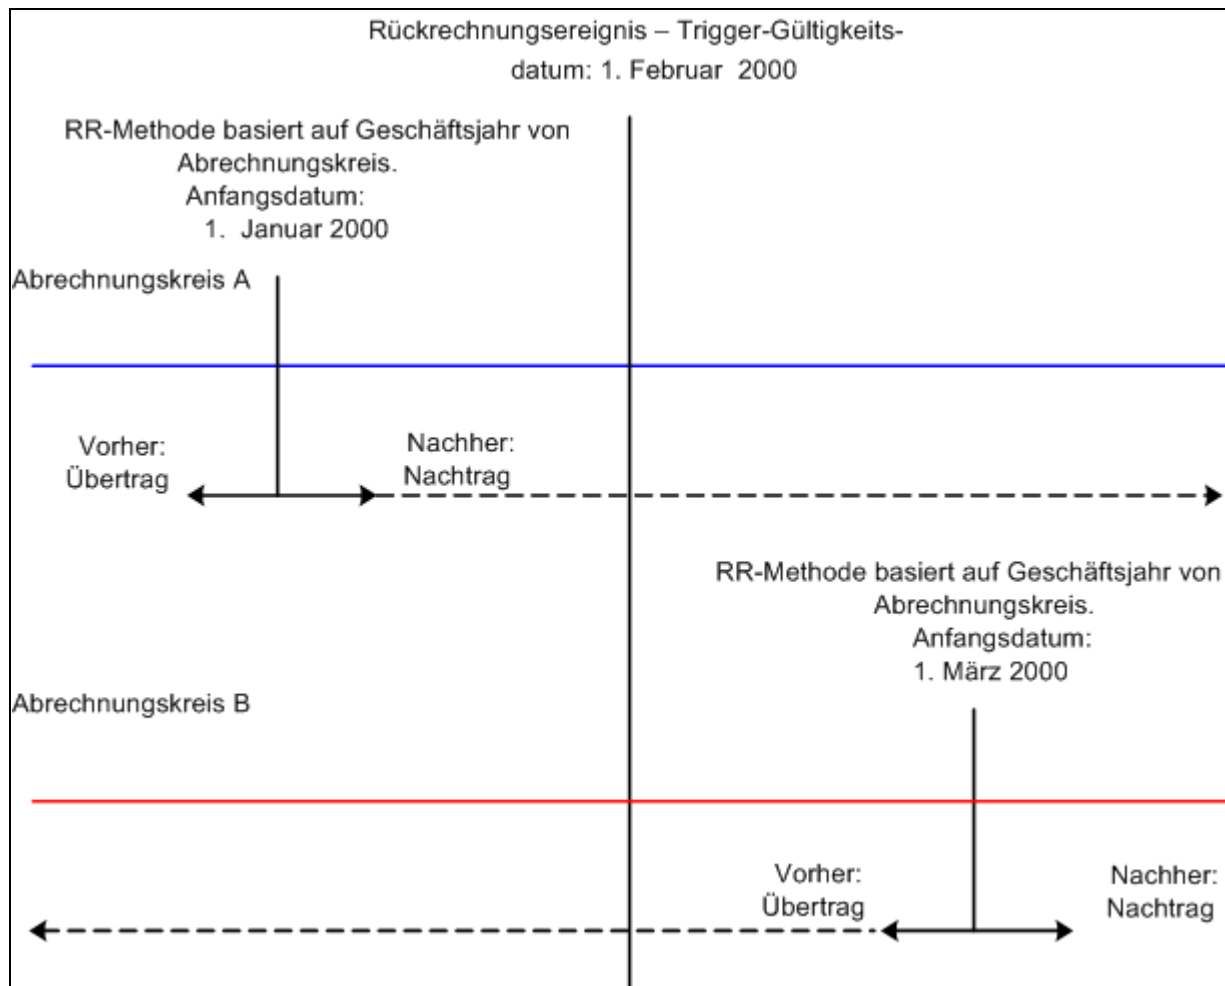 Rückrechnungsereignis – Trigger-Gültigkeits-
datum: 1. Februar 2000
RR-Methode basiert auf Geschäftsjahr von
Abrechnungskreis.
Anfangsdatum:
1. Januar 2000
Abrechnungskreis A
Vorher:
Übertrag
Nachher:
Nachtrag
RR-Methode basiert auf Geschäftsjahr von
Abrechnungskreis.
Anfangsdatum:
1. März 2000
Abrechnungskreis B
Vorher:
Übertrag
Nachher:
Nachtrag